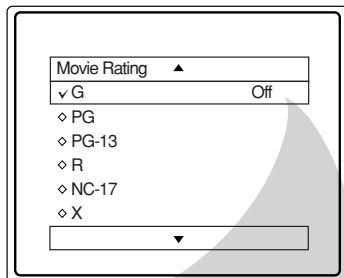 Movie Rating ▲
✓ G Off
◇ PG
◇ PG-13
◇ R
◇ NC-17
◇ X
▼